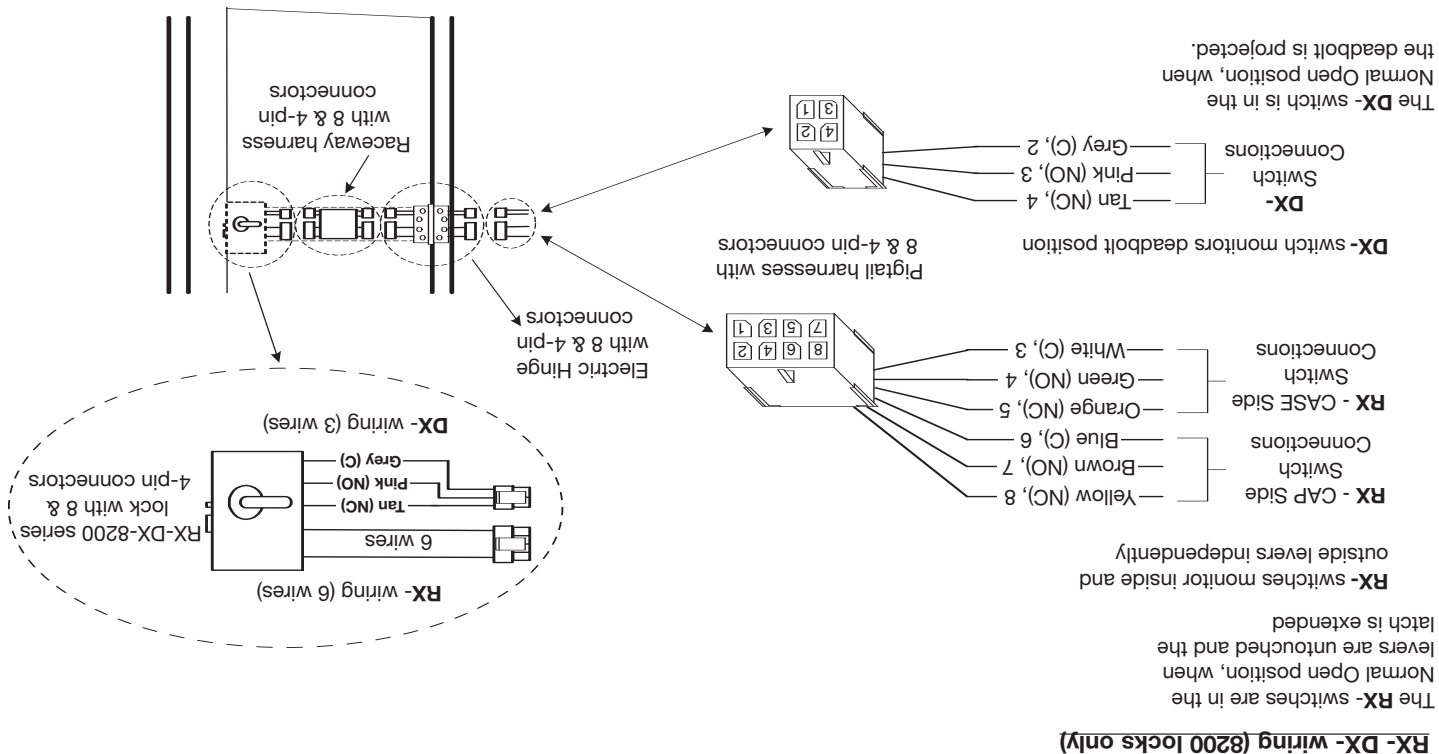 RX- DX- wiring (8200 locks only)
The RX- switches are in the
Normal Open position, when
levers are untouched and the
latch is extended
RX- switches monitor inside and
outside levers independently
RX - CAP Side
Switch
Connections
Yellow (NC), 8
Brown (NO), 7
Blue (C), 6
RX - CASE Side
Switch
Connections
Orange (NC), 5
Green (NO), 4
White (C), 3
8 6 4 2
7 5 3 1
DX- switch monitors deadbolt position
DX-
Switch
Connections
Tan (NC), 4
Pink (NO), 3
Grey (C), 2
4 2
3 1
The DX- switch is in the
Normal Open position, when
the deadbolt is projected.
Pigtail harnesses with
8 & 4-pin connectors
RX- wiring (6 wires)
6 wires
Tan (NC)
Pink (NO)
Grey (C)
DX- wiring (3 wires)
RX-DX-8200 series
lock with 8 &
4-pin connectors
Electric Hinge
with 8 & 4-pin
connectors
Raceway harness
with 8 & 4-pin
connectors